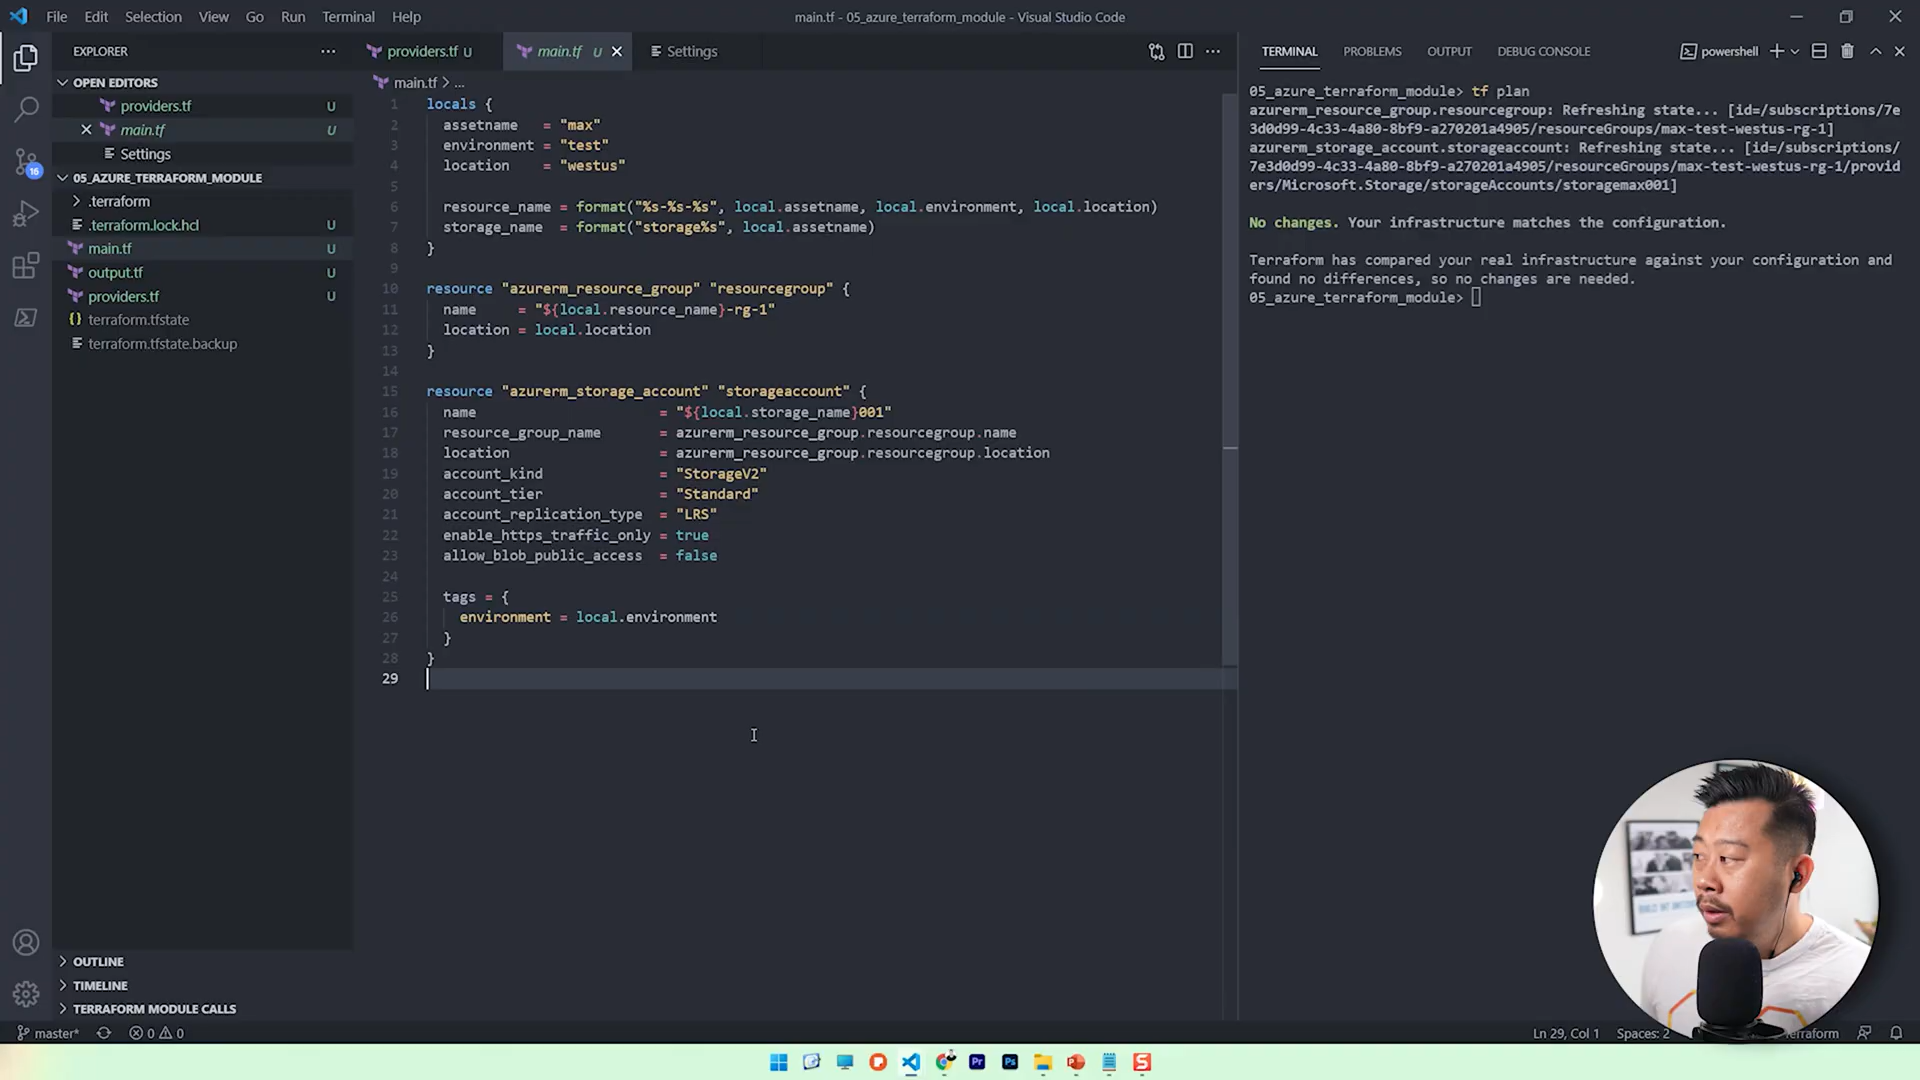 File Edit Selection View Go Run Terminal Help
main.tf - 05_azure_terraform_module - Visual Studio Code
EXPLORER
OPEN EDITORS
providers.tf U
main.tf U
Settings
05_AZURE_TERRAFORM_MODULE
.terraform
.terraform.lock.hcl U
main.tf U
output.tf U
providers.tf U
terraform.tfstate
terraform.tfstate.backup
OUTLINE
TIMELINE
TERRAFORM MODULE CALLS
16
providers.tf U main.tf U Settings
main.tf > ...
1 locals {
2 assetname = "max"
3 environment = "test"
4 location = "westus"
5
6 resource_name = format("%s-%s-%s", local.assetname, local.environment, local.location)
7 storage_name = format("storage%s", local.assetname)
8 }
9
10 resource "azurerm_resource_group" "resourcegroup" {
11 name = "${local.resource_name}-rg-1"
12 location = local.location
13 }
14
15 resource "azurerm_storage_account" "storageaccount" {
16 name = "${local.storage_name}001"
17 resource_group_name = azurerm_resource_group.resourcegroup.name
18 location = azurerm_resource_group.resourcegroup.location
19 account_kind = "StorageV2"
20 account_tier = "Standard"
21 account_replication_type = "LRS"
22 enable_https_traffic_only = true
23 allow_blob_public_access = false
24
25 tags = {
26 environment = local.environment
27 }
28 }
29
TERMINAL PROBLEMS OUTPUT DEBUG CONSOLE
powershell
05_azure_terraform_module> tf plan
azurerm_resource_group.resourcegroup: Refreshing state... [id=/subscriptions/7e
3d0d99-4c33-4a80-8bf9-a270201a4905/resourceGroups/max-test-westus-rg-1]
azurerm_storage_account.storageaccount: Refreshing state... [id=/subscriptions/
7e3d0d99-4c33-4a80-8bf9-a270201a4905/resourceGroups/max-test-westus-rg-1/provid
ers/Microsoft.Storage/storageAccounts/storagemax001]
No changes. Your infrastructure matches the configuration.
Terraform has compared your real infrastructure against your configuration and
found no differences, so no changes are needed.
05_azure_terraform_module>
master* 0 0
Ln 29, Col 1 Spaces: 2
Pr Ps